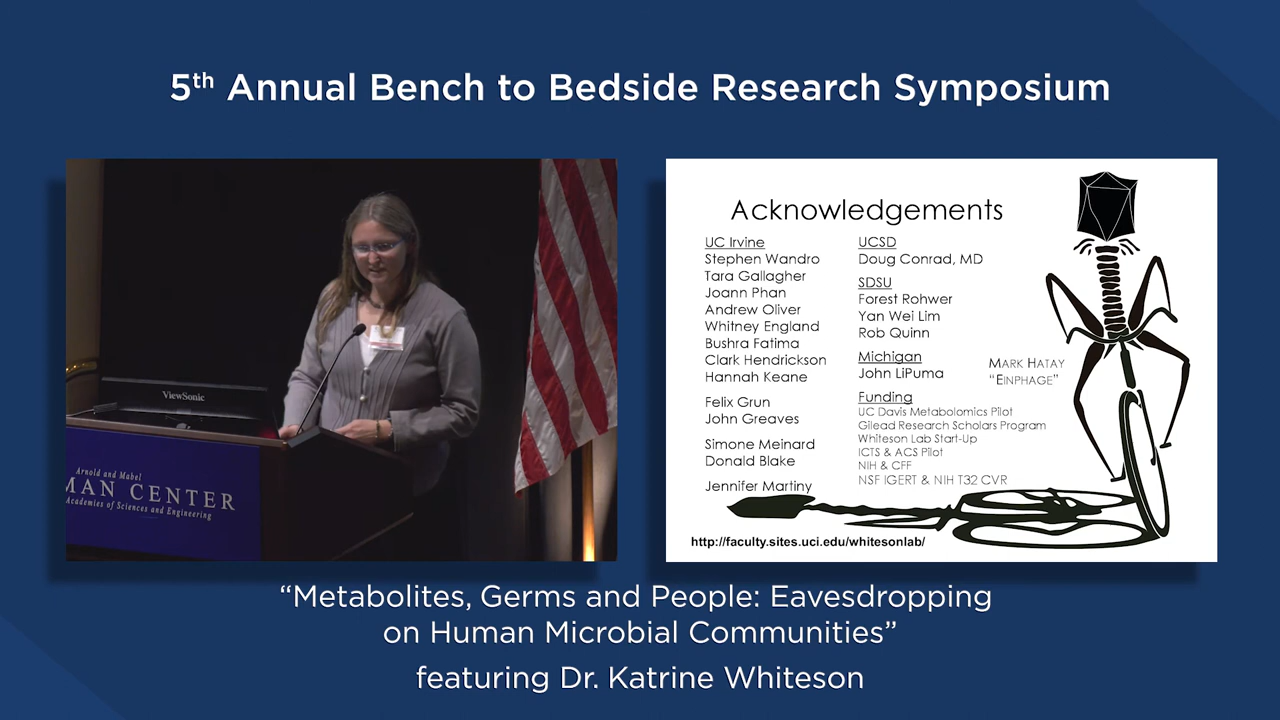 5th Annual Bench to Bedside Research Symposium
ViewSonic
Arnold and Mabel
MAN CENTER
Academies of Sciences and Engineering
Acknowledgements
UC Irvine
Stephen Wandro
Tara Gallagher
Joann Phan
Andrew Oliver
Whitney England
Bushra Fatima
Clark Hendrickson
Hannah Keane
Felix Grun
John Greaves
Simone Meinard
Donald Blake
Jennifer Martiny
UCSD
Doug Conrad, MD
SDSU
Forest Rohwer
Yan Wei Lim
Rob Quinn
Michigan
John LiPuma
Funding
UC Davis Metabolomics Pilot
Gilead Research Scholars Program
Whiteson Lab Start-Up
ICTS & ACS Pilot
NIH & CFF
NSF IGERT & NIH T32 CVR
MARK HATAY
"EINPHAGE"
http://faculty.sites.uci.edu/whitesonlab/
“Metabolites, Germs and People: Eavesdropping
on Human Microbial Communities”
featuring Dr. Katrine Whiteson